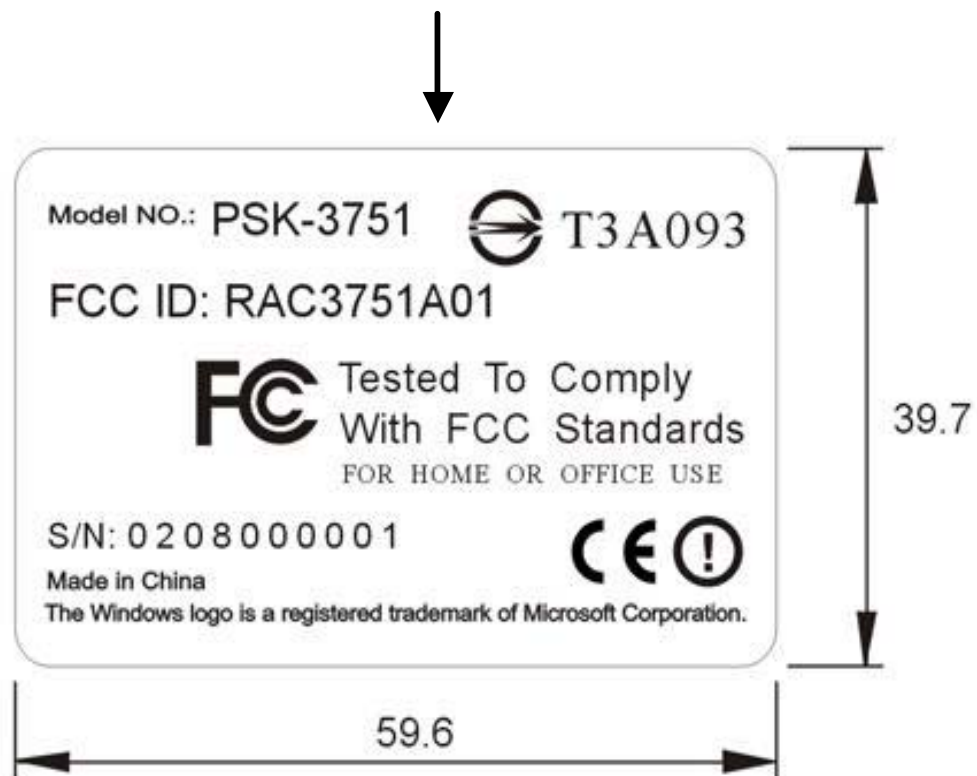 Model NO.: PSK-3751 T3A093
FCC ID: RAC3751A01
FC Tested To Comply
With FCC Standards
FOR HOME OR OFFICE USE
S/N: 0208000001 CE !
Made in China
The Windows logo is a registered trademark of Microsoft Corporation.
39.7
59.6